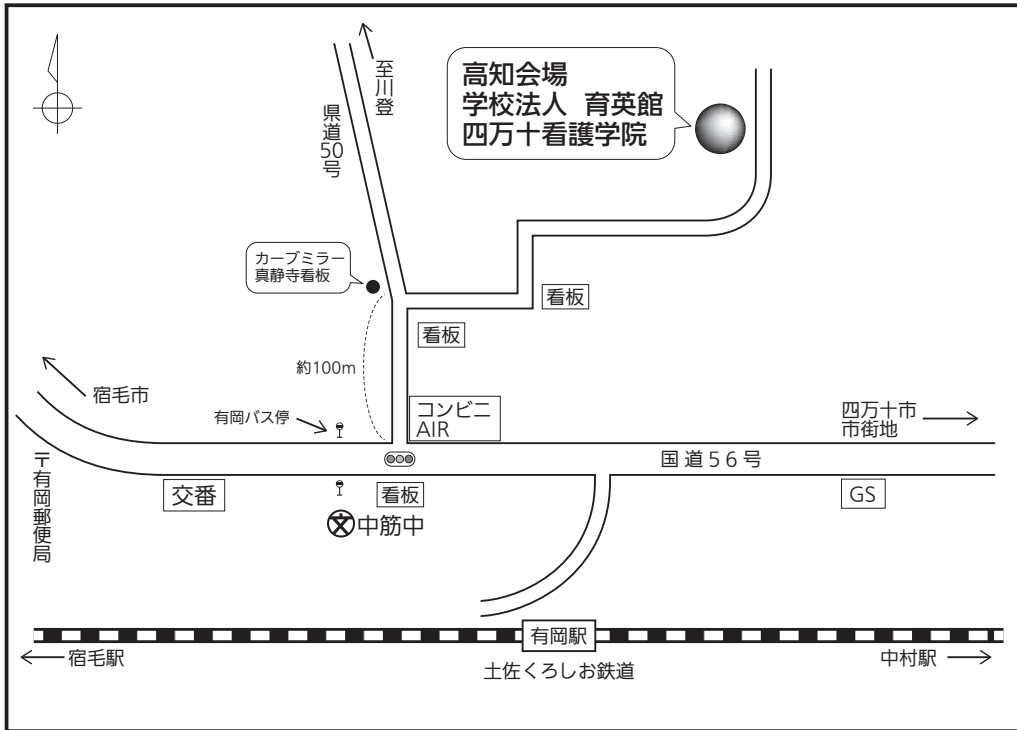 高知会場
学校法人 育英館
四万十看護学院
至川登
県道50号
カーブミラー
真静寺看板
看板
看板
約100m
宿毛市
有岡バス停
コンビニ
AIR
四万十市
市街地
国道56号
〒有岡郵便局
交番
看板
GS
文中筋中
有岡駅
宿毛駅
中村駅
土佐くろしお鉄道